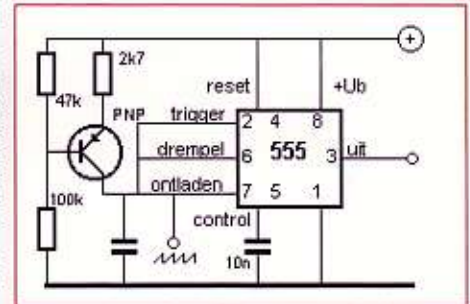 2k7
reset
+Ub
47k
PNP
trigger
2 4 8
drempel
6 555 3 uit
ontladen
7 5 1
100k
control
10n